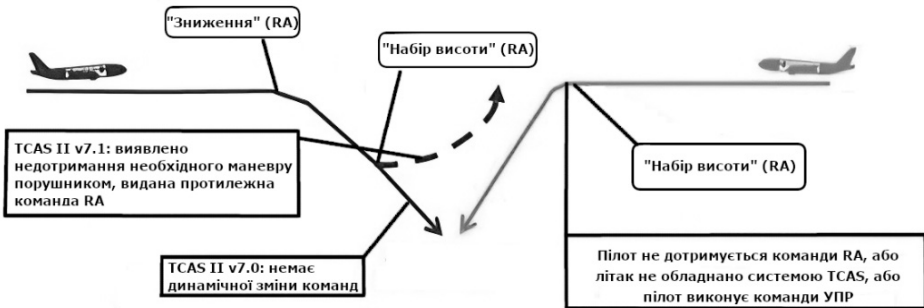 "Зниження" (RA)
"Набір висоти" (RA)
TCAS II v7.1: виявлено
недотримання необхідного маневру
порушником, видана протилежна
команда RA
"Набір висоти" (RA)
TCAS II v7.0: немає
динамічної зміни команд
Пілот не дотримується команди RA, або
літак не обладнано системою TCAS, або
пілот виконує команди УПР